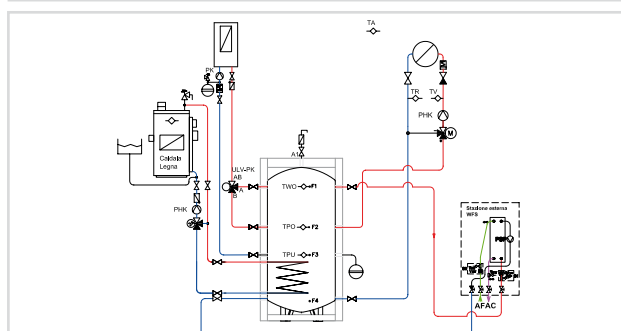 TA
PK
TR
TV
PHK
M
Caldaia
Legna
A1
ULV-PK
AB
A
B
TWO
F1
TPO
F2
TPU
F3
F4
PHK
Stazione esterna
WFS
AFAC